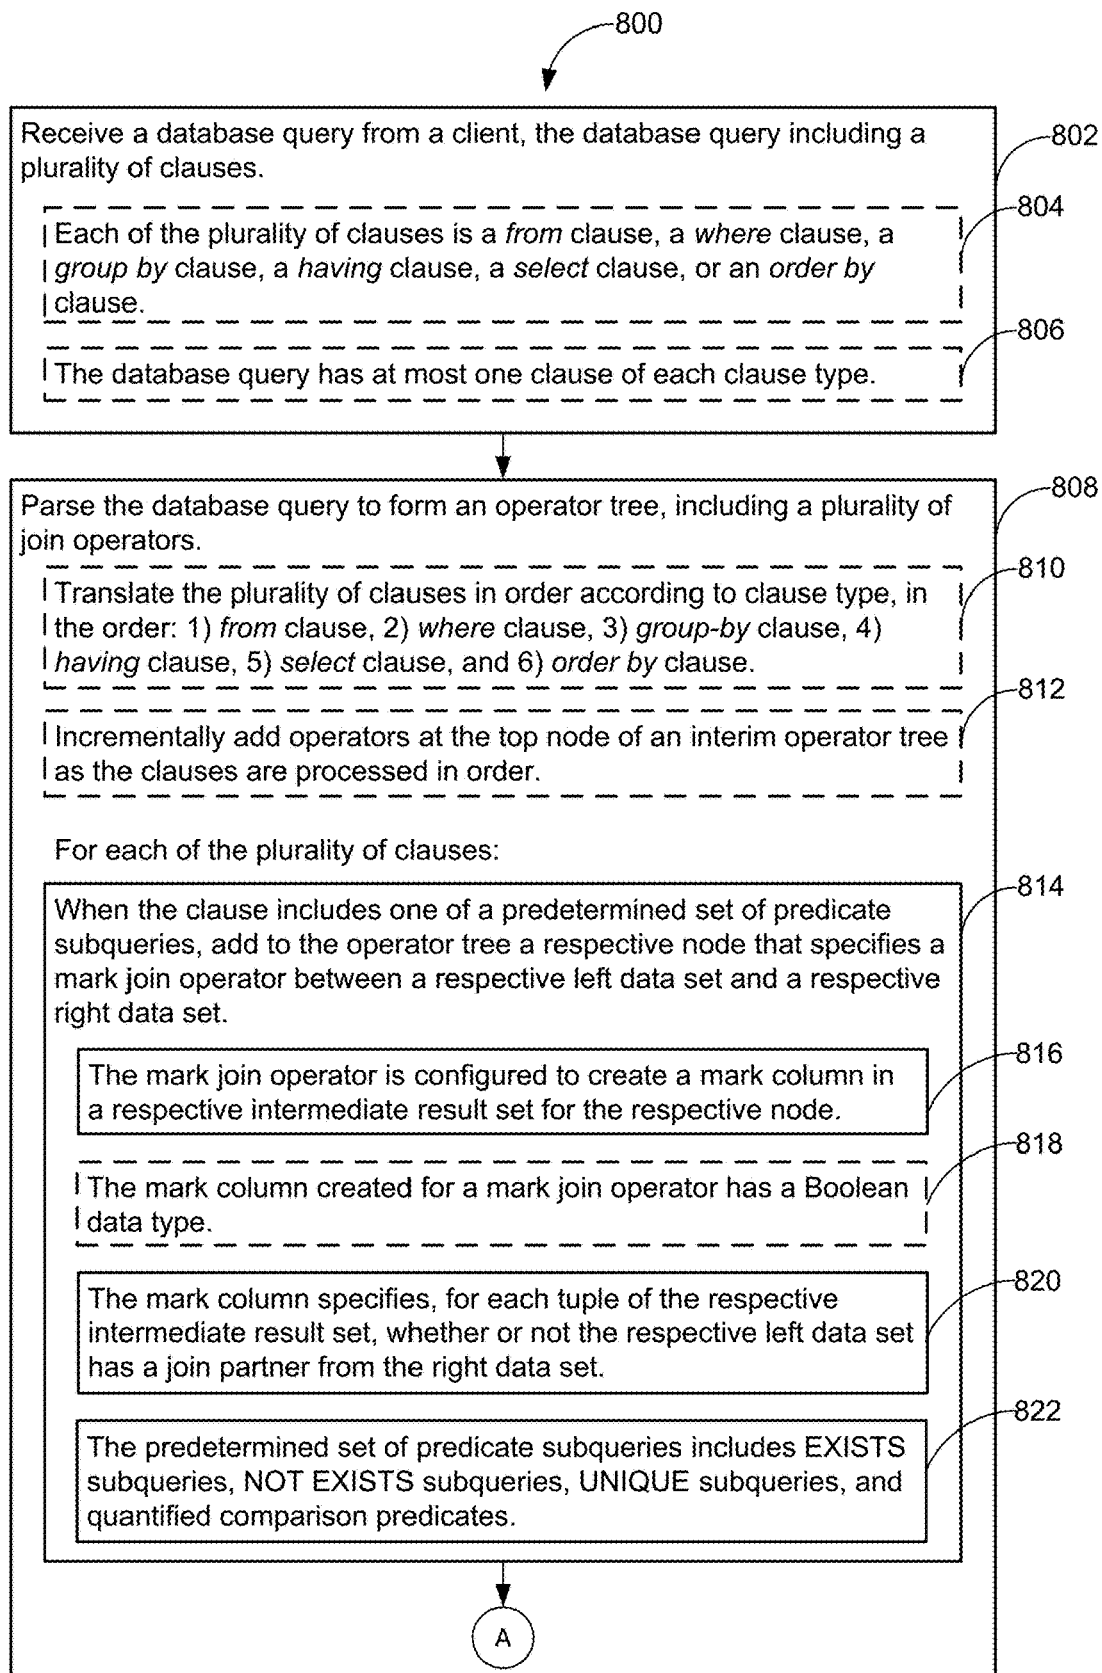 800
Receive a database query from a client, the database query including a
plurality of clauses.
802
Each of the plurality of clauses is a from clause, a where clause, a
group by clause, a having clause, a select clause, or an order by
clause.
804
The database query has at most one clause of each clause type.
806
Parse the database query to form an operator tree, including a plurality of
join operators.
808
Translate the plurality of clauses in order according to clause type, in
the order: 1) from clause, 2) where clause, 3) group-by clause, 4)
having clause, 5) select clause, and 6) order by clause.
810
Incrementally add operators at the top node of an interim operator tree
as the clauses are processed in order.
812
For each of the plurality of clauses:
When the clause includes one of a predetermined set of predicate
subqueries, add to the operator tree a respective node that specifies a
mark join operator between a respective left data set and a respective
right data set.
814
The mark join operator is configured to create a mark column in
a respective intermediate result set for the respective node.
816
The mark column created for a mark join operator has a Boolean
data type.
818
The mark column specifies, for each tuple of the respective
intermediate result set, whether or not the respective left data set
has a join partner from the right data set.
820
The predetermined set of predicate subqueries includes EXISTS
subqueries, NOT EXISTS subqueries, UNIQUE subqueries, and
quantified comparison predicates.
822
A